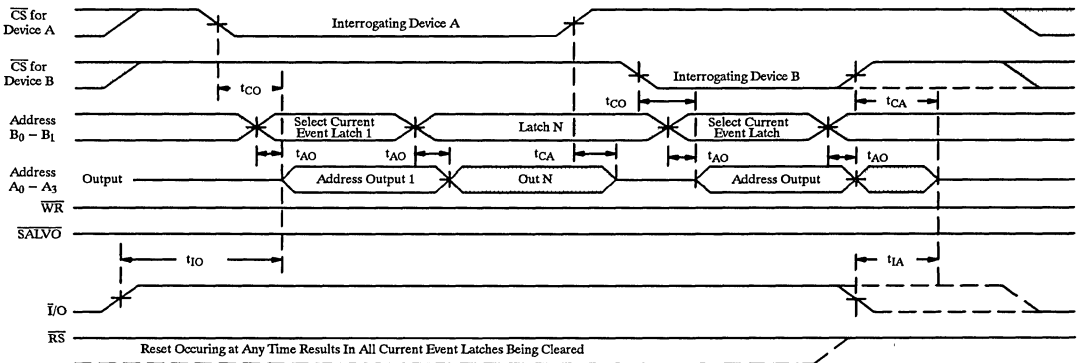 CS for
Device A
Interrogating Device A
CS for
Device B
Interrogating Device B
tCO
tCO
tCA
Address
B0 – B1
Select Current
Event Latch 1
Latch N
Select Current
Event Latch
tAO
tAO
tCA
tAO
tAO
Address
A0 – A3
Output
Address Output 1
Out N
Address Output
WR
SALVO
tIO
tIA
I/O
RS
Reset Occuring at Any Time Results In All Current Event Latches Being Cleared